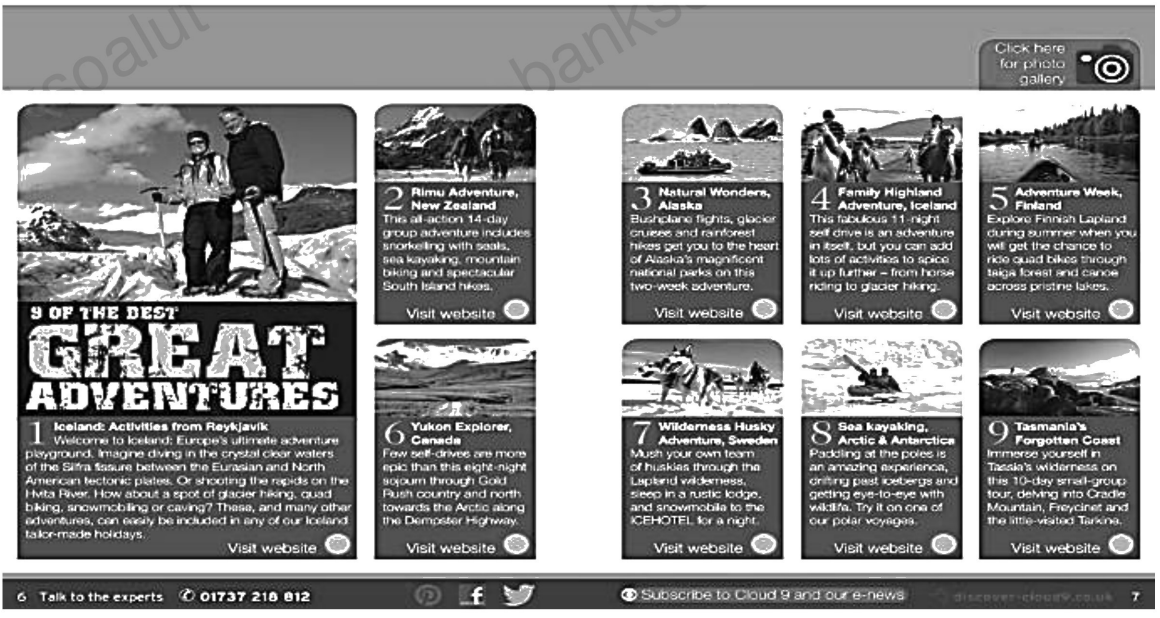 Click here
for photo
gallery
9 OF THE BEST
GREAT
ADVENTURES
1 Iceland: Activities from Reykjavík
Welcome to Iceland: Europe's ultimate adventure
playground. Imagine diving in the crystal clear waters
of the Silfra fissure between the Eurasian and North
American tectonic plates. Or shooting the rapids on the
Hvita River. How about a spot of glacier hiking, quad
biking, snowmobiling or caving? These, and many other
adventures, can easily be included in any of our Iceland
tailor-made holidays.
Visit website
2 Rimu Adventure,
New Zealand
This all-action 14-day
group adventure includes
snorkelling with seals,
sea kayaking, mountain
biking and spectacular
South Island hikes.
Visit website
3 Natural Wonders,
Alaska
Bushplane flights, glacier
cruises and rainforest
hikes get you to the heart
of Alaska's magnificent
national parks on this
two-week adventure.
Visit website
4 Family Highland
Adventure, Iceland
This fabulous 11-night
self drive is an adventure
in itself, but you can add
lots of activities to spice
it up further – from horse
riding to glacier hiking.
Visit website
5 Adventure Week,
Finland
Explore Finnish Lapland
during summer when you
will get the chance to
ride quad bikes through
taiga forest and canoe
across pristine lakes.
Visit website
6 Yukon Explorer,
Canada
Few self-drives are more
epic than this eight-night
sojourn through Gold
Rush country and north
towards the Arctic along
the Dempster Highway.
Visit website
7 Wilderness Husky
Adventure, Sweden
Mush your own team
of huskies through the
Lapland wilderness,
sleep in a rustic lodge,
and snowmobile to the
ICEHOTEL for a night.
Visit website
8 Sea kayaking,
Arctic & Antarctica
Paddling at the poles is
an amazing experience,
drifting past icebergs and
getting eye-to-eye with
wildlife. Try it on one of
our polar voyages.
Visit website
9 Tasmania's
Forgotten Coast
Immerse yourself in
Tassia's wilderness on
this 10-day small-group
tour, delving into Cradle
Mountain, Freycinet and
the little-visited Tarkine.
Visit website
6 Talk to the experts 01737 218 812
Subscribe to Cloud 9 and our e-news
discover-cloud9.co.uk 7